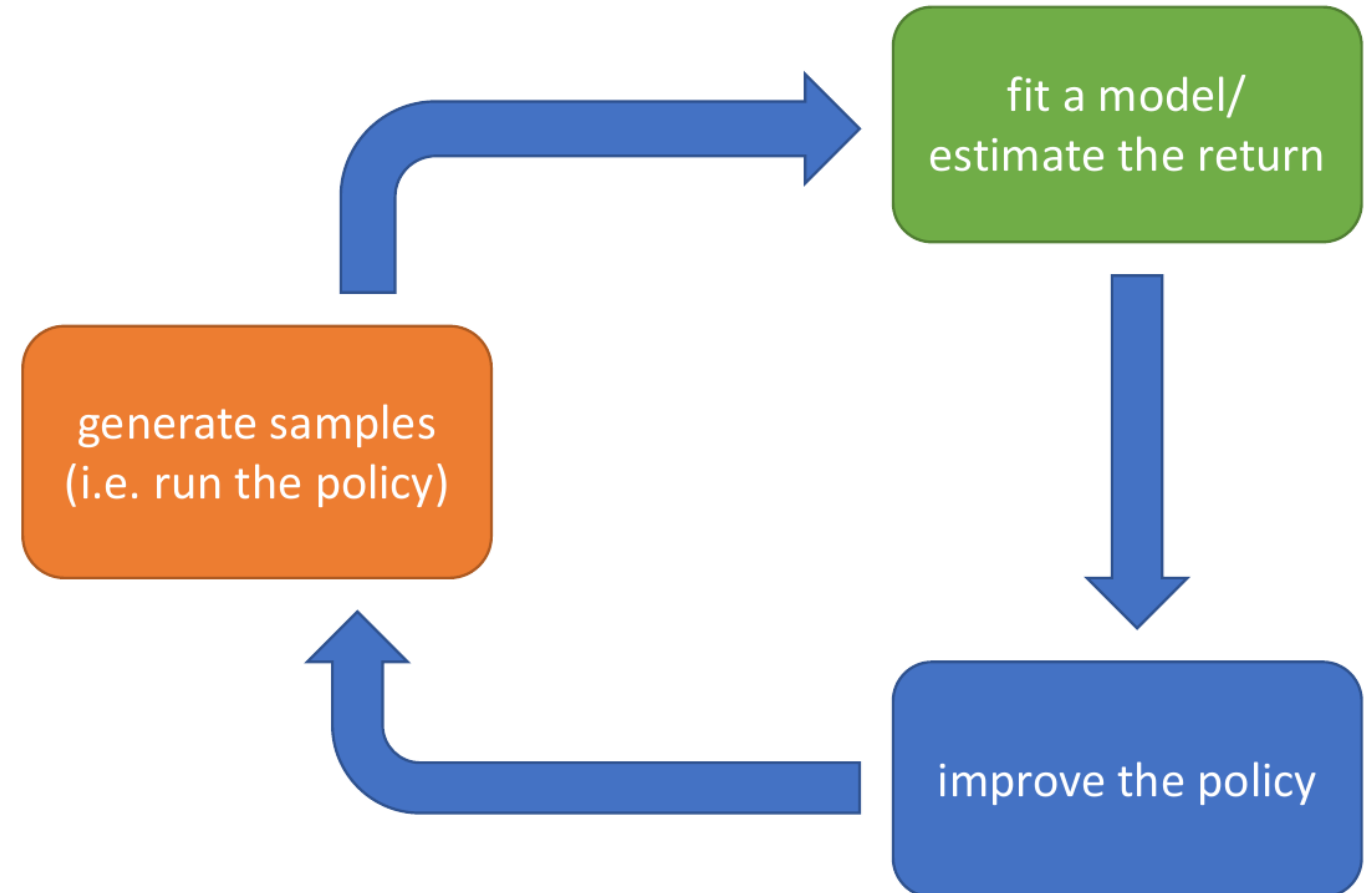 fit a model/
estimate the return
generate samples
(i.e. run the policy)
improve the policy